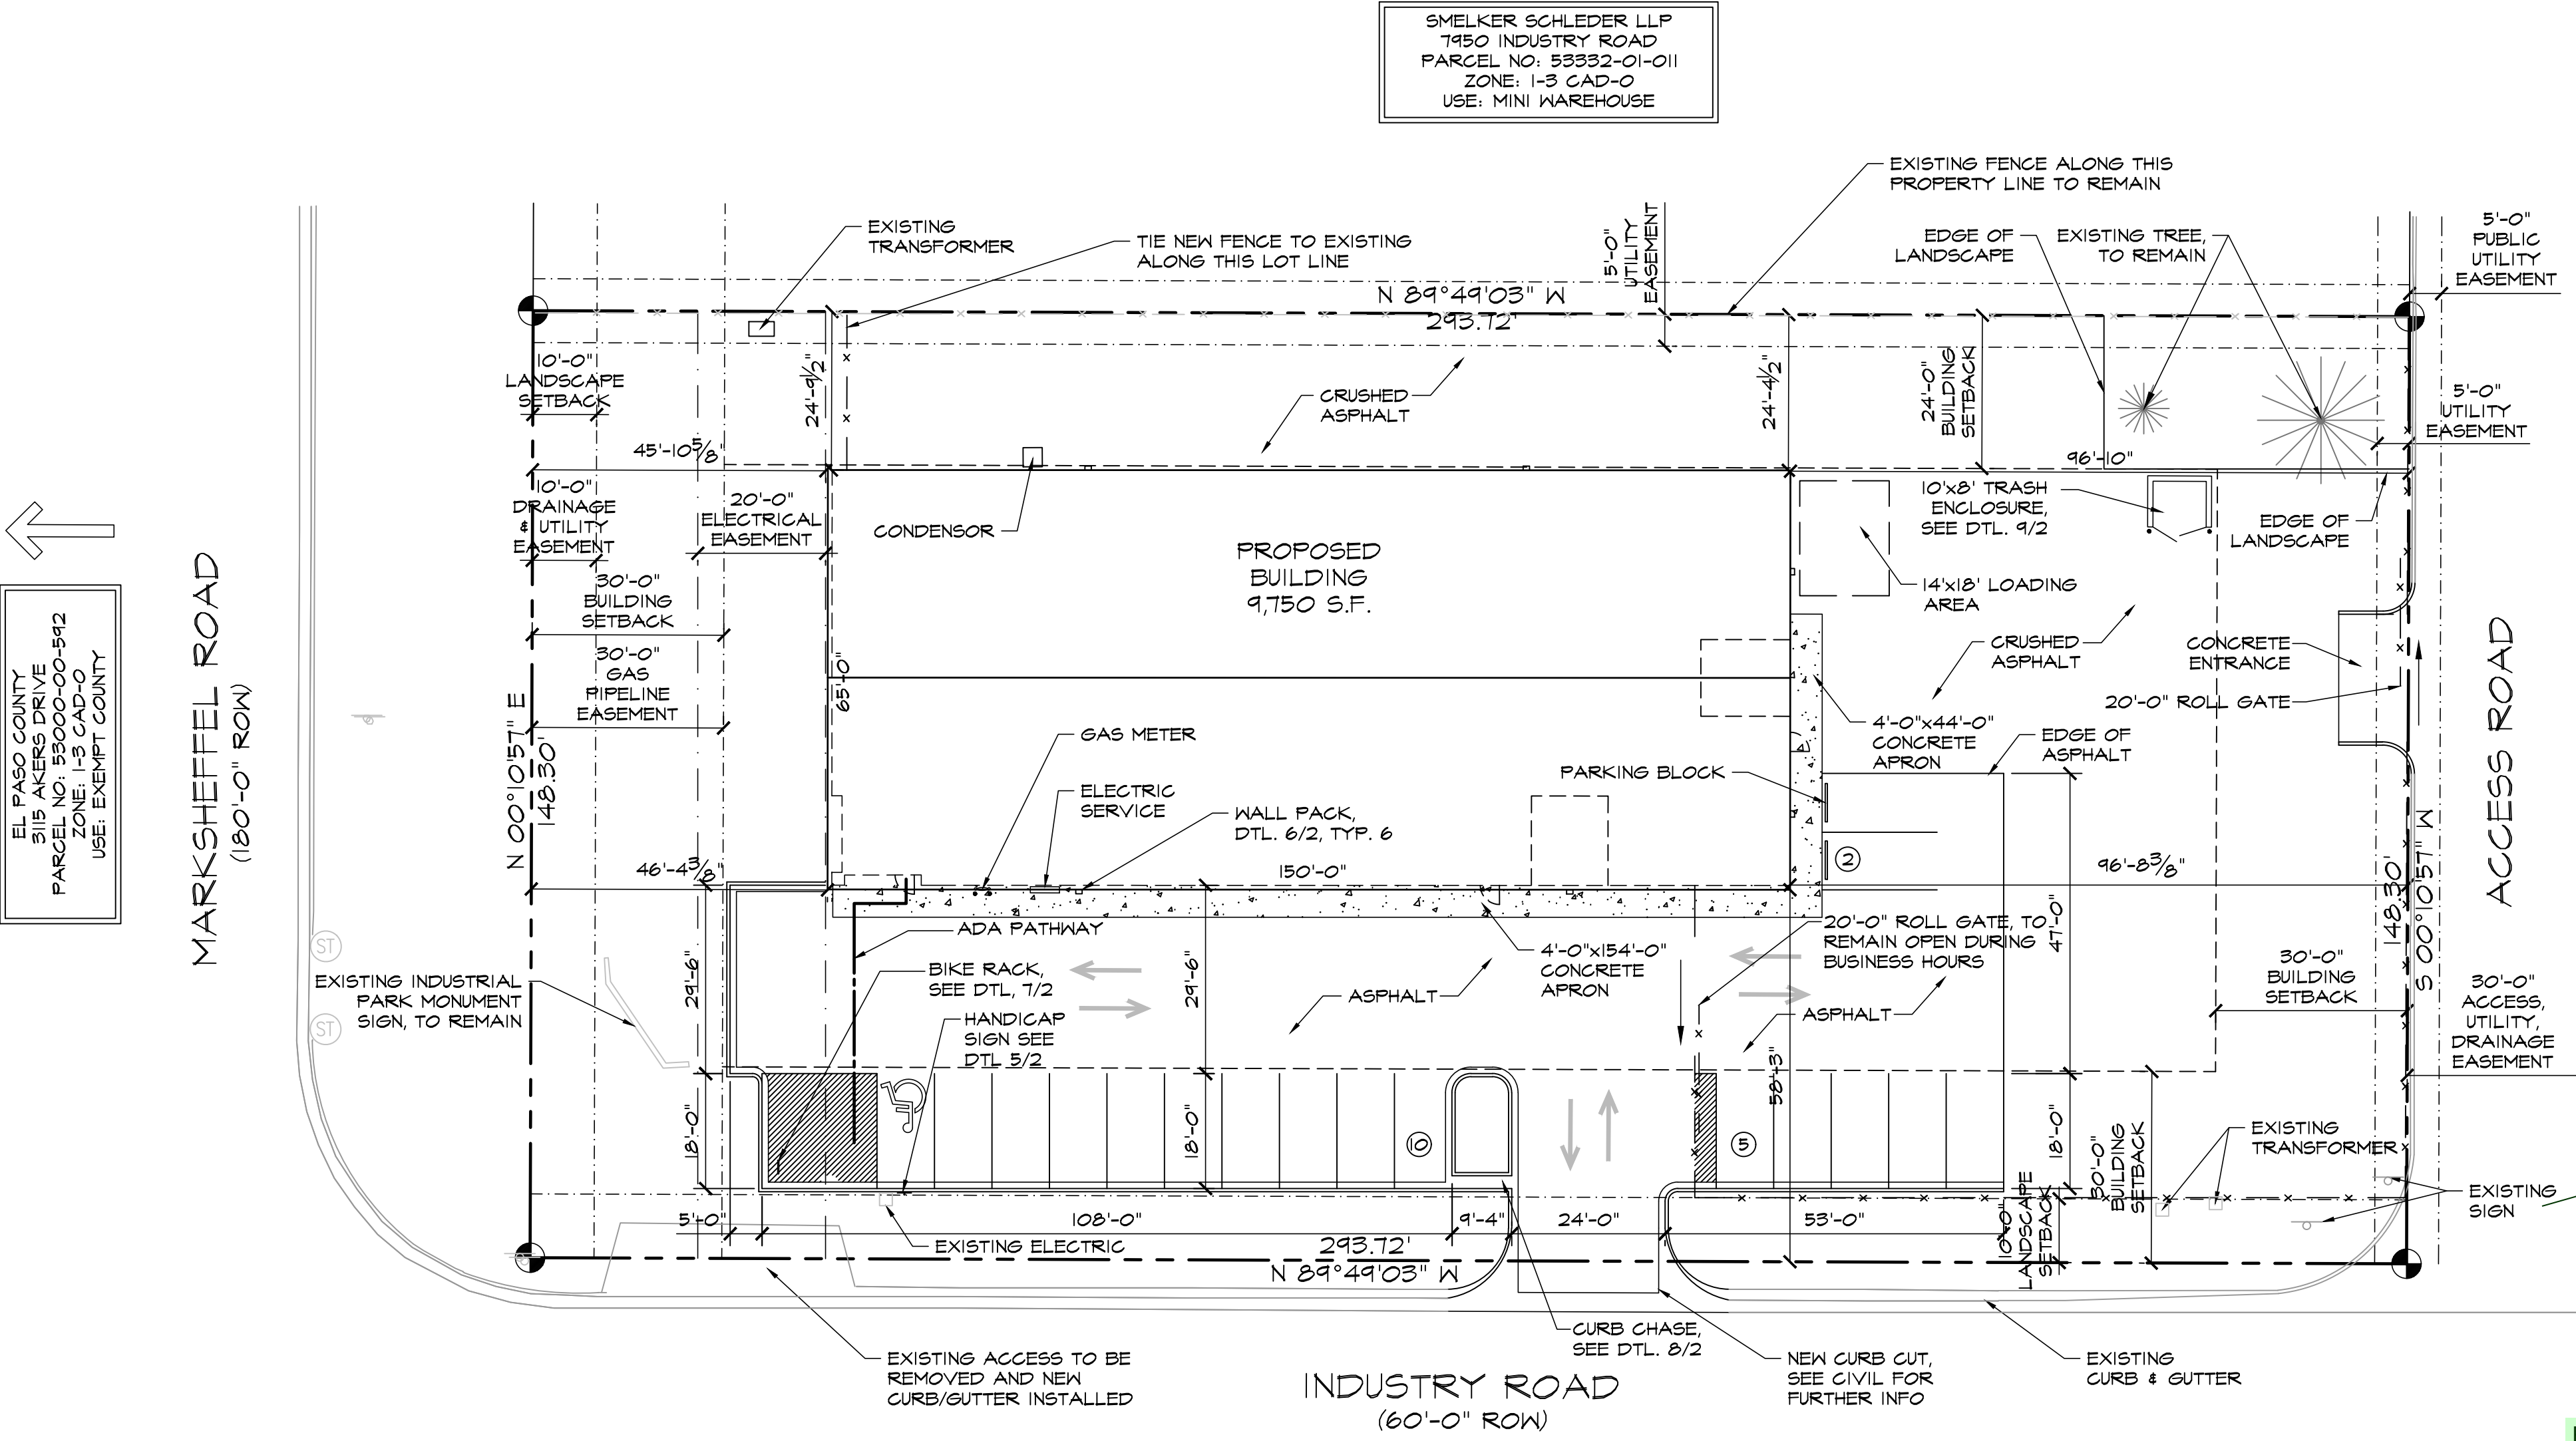 SMELKER SCHLEDER LLP
7950 INDUSTRY ROAD
PARCEL NO: 53332-01-011
ZONE: I-3 CAD-O
USE: MINI WAREHOUSE
EXISTING FENCE ALONG THIS
PROPERTY LINE TO REMAIN
EXISTING
TRANSFORMER
TIE NEW FENCE TO EXISTING
ALONG THIS LOT LINE
5'-0"
UTILITY
EASEMENT
EDGE OF
LANDSCAPE
EXISTING TREE,
TO REMAIN
5'-0"
PUBLIC
UTILITY
EASEMENT
N 89°49'03" W
293.72'
10'-0"
LANDSCAPE
SETBACK
24'-9 1/2"
CRUSHED
ASPHALT
24'-4 1/2"
24'-0"
BUILDING
SETBACK
5'-0"
UTILITY
EASEMENT
45'-10 5/8"
96'-10"
10'-0"
DRAINAGE
& UTILITY
EASEMENT
20'-0"
ELECTRICAL
EASEMENT
CONDENSOR
PROPOSED
BUILDING
9,750 S.F.
10'x8' TRASH
ENCLOSURE,
SEE DTL. 9/2
EDGE OF
LANDSCAPE
14'x18' LOADING
AREA
30'-0"
BUILDING
SETBACK
30'-0"
GAS
PIPELINE
EASEMENT
65'-0"
CRUSHED
ASPHALT
CONCRETE
ENTRANCE
20'-0" ROLL GATE
4'-0"x44'-0"
CONCRETE
APRON
EDGE OF
ASPHALT
MARKSHEFFEL ROAD
(180'-0" ROW)
EL PASO COUNTY
3115 AKERS DRIVE
PARCEL NO: 53000-00-592
ZONE: I-3 CAD-O
USE: EXEMPT COUNTY
N 00°10'57" E
148.30'
GAS METER
ELECTRIC
SERVICE
WALL PACK,
DTL. 6/2, TYP. 6
PARKING BLOCK
2
ACCESS ROAD
148.30'
S 00°10'57" W
46'-4 3/8"
150'-0"
96'-8 3/8"
ST
ST
EXISTING INDUSTRIAL
PARK MONUMENT
SIGN, TO REMAIN
29'-6"
ADA PATHWAY
BIKE RACK,
SEE DTL, 7/2
HANDICAP
SIGN SEE
DTL 5/2
29'-6"
ASPHALT
4'-0"x154'-0"
CONCRETE
APRON
20'-0" ROLL GATE, TO
REMAIN OPEN DURING
BUSINESS HOURS
47'-0"
ASPHALT
30'-0"
BUILDING
SETBACK
30'-0"
ACCESS,
UTILITY,
DRAINAGE
EASEMENT
58'-3"
18'-0"
18'-0"
10
5
18'-0"
30'-0"
BUILDING
SETBACK
EXISTING
TRANSFORMER
EXISTING
SIGN
10'-0"
LANDSCAPE
SETBACK
5'-0"
108'-0"
9'-4"
24'-0"
53'-0"
EXISTING ELECTRIC
293.72'
N 89°49'03" W
EXISTING ACCESS TO BE
REMOVED AND NEW
CURB/GUTTER INSTALLED
CURB CHASE,
SEE DTL. 8/2
NEW CURB CUT,
SEE CIVIL FOR
FURTHER INFO
EXISTING
CURB & GUTTER
INDUSTRY ROAD
(60'-0" ROW)